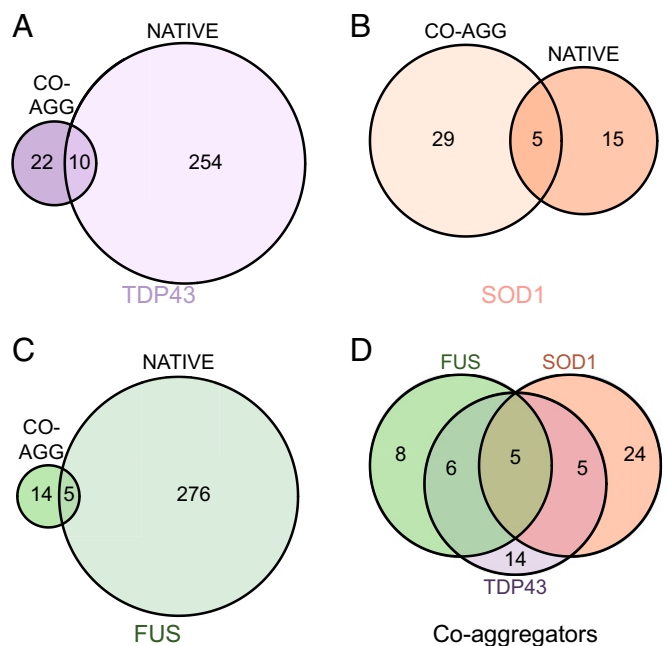 A
NATIVE
CO-
AGG
22
10
254
TDP43
B
CO-AGG
NATIVE
29
5
15
SOD1
C
NATIVE
CO-
AGG
14
5
276
FUS
D
FUS
SOD1
8
6
5
5
24
14
TDP43
Co-aggregators